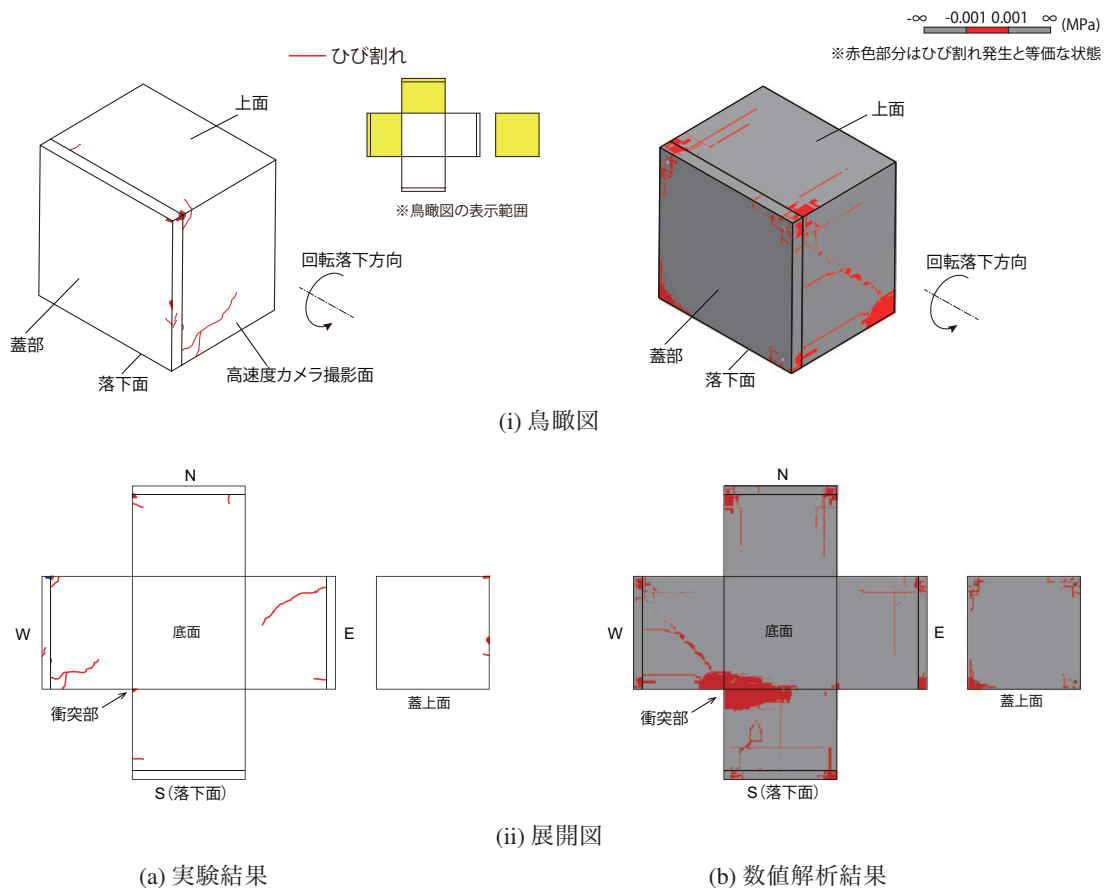 -∞ -0.001 0.001 ∞ (MPa)
※赤色部分はひび割れ発生と等価な状態
ひび割れ
上面
※鳥瞰図の表示範囲
回転落下方向
蓋部
落下面
高速度カメラ撮影面
上面
回転落下方向
蓋部
落下面
(i) 鳥瞰図
N
W
底面
E
衝突部
蓋上面
S(落下面)
N
W
底面
E
衝突部
蓋上面
S(落下面)
(ii) 展開図
(a) 実験結果
(b) 数値解析結果